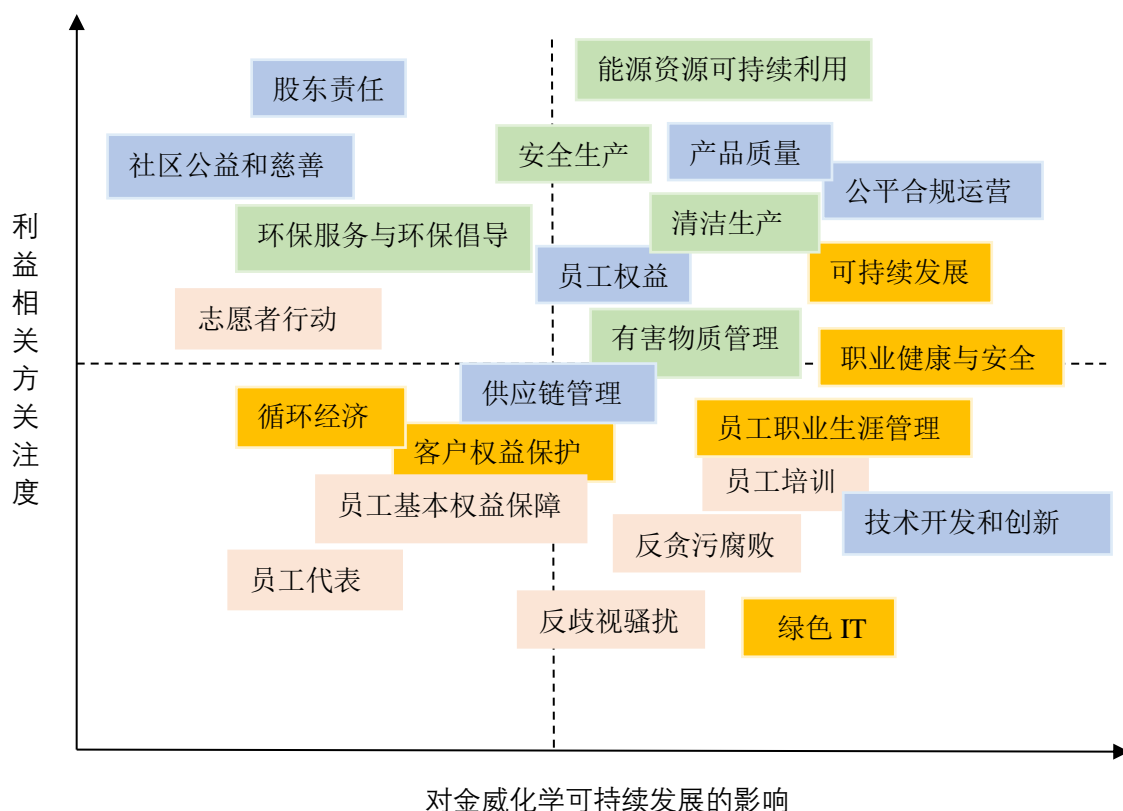 能源资源可持续利用
股东责任
安全生产
产品质量
社区公益和慈善
公平合规运营
清洁生产
环保服务与环保倡导
员工权益
可持续发展
志愿者行动
有害物质管理
职业健康与安全
供应链管理
循环经济
员工职业生涯管理
客户权益保护
员工培训
员工基本权益保障
技术开发和创新
反贪污腐败
员工代表
反歧视骚扰
绿色 IT
利益相关方关注度
对金威化学可持续发展的影响